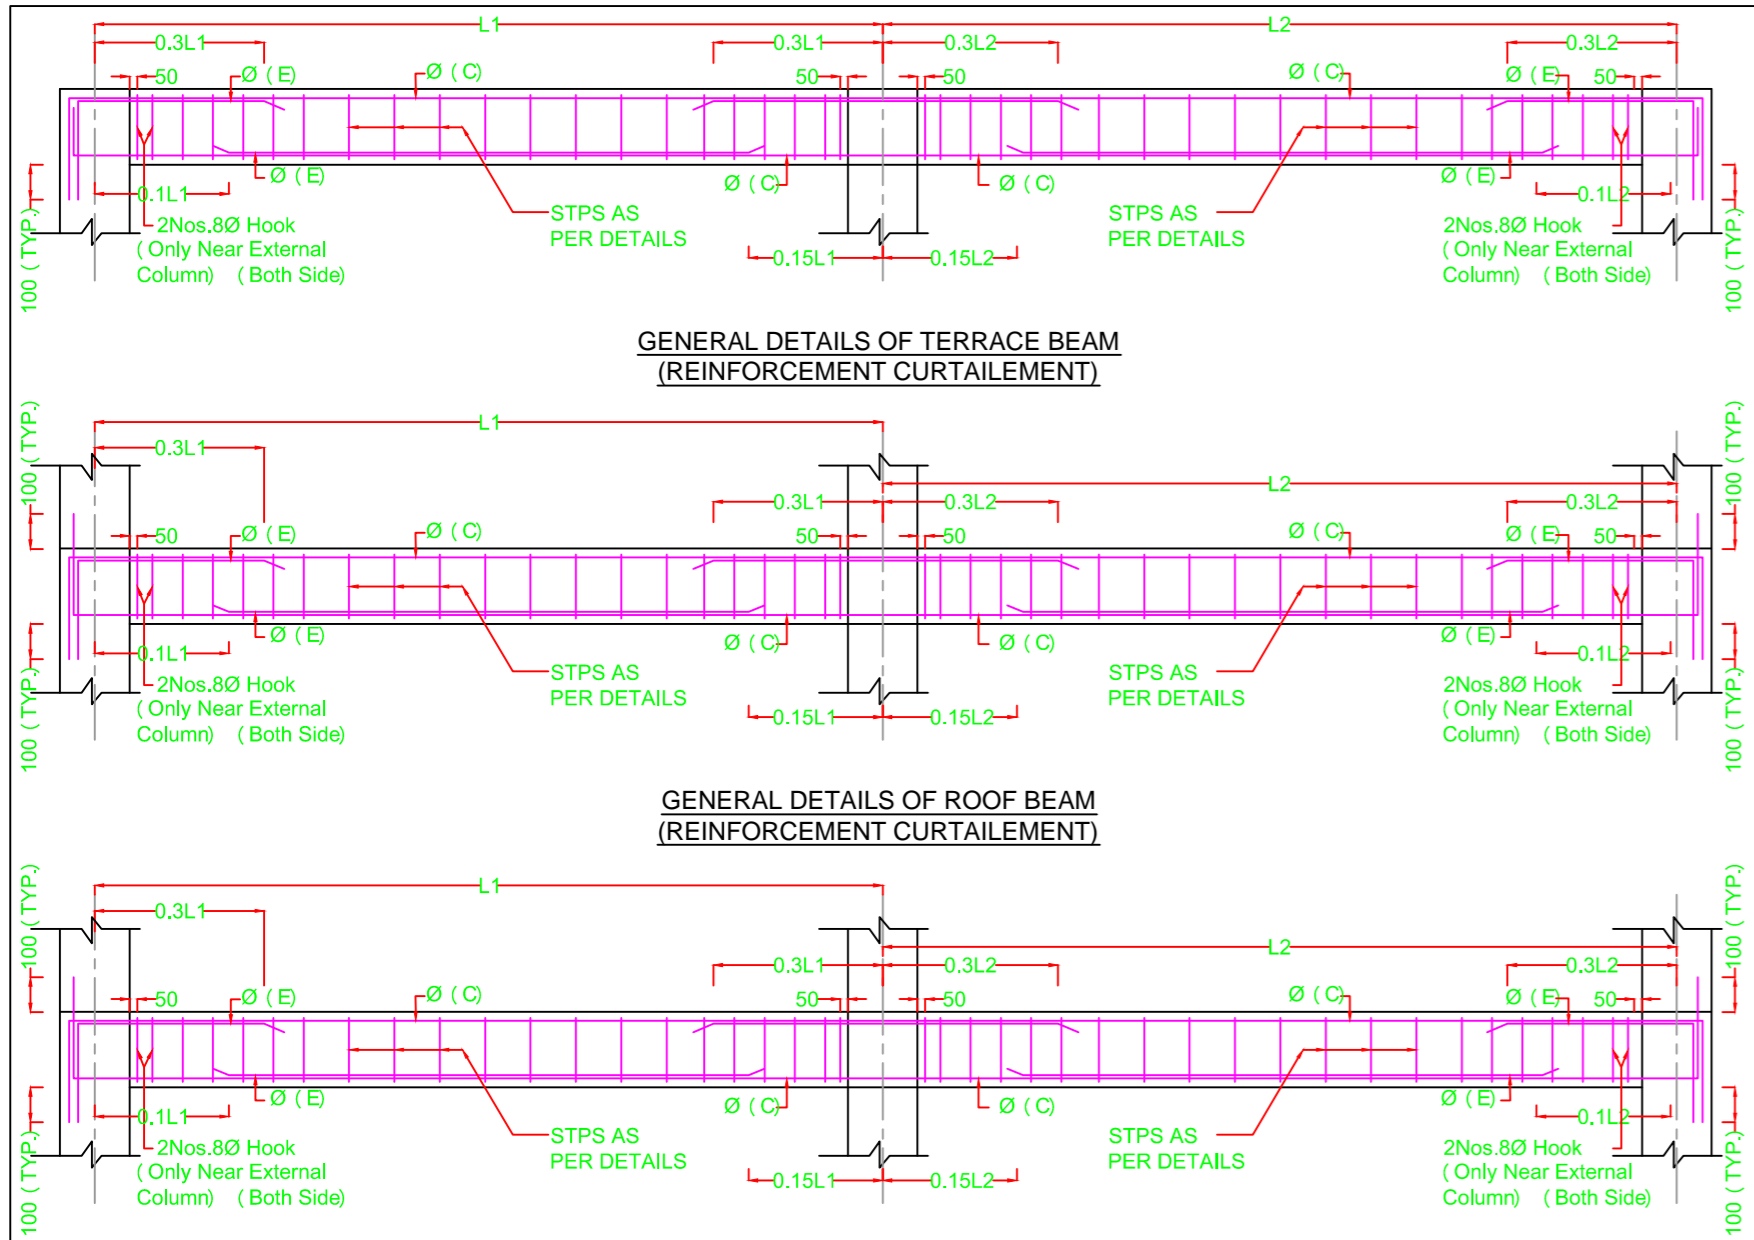 L1
L2
0.3L1
0.3L1
0.3L2
0.3L2
50
Ø (E)
Ø (C)
50
50
Ø (C)
Ø (E)
50
Ø (E)
Ø (C)
Ø (C)
Ø (E)
100 (TYP.)
0.1L1
0.1L2
100 (TYP.)
2Nos.8Ø Hook
(Only Near External
Column) (Both Side)
STPS AS
PER DETAILS
0.15L1
0.15L2
STPS AS
PER DETAILS
2Nos.8Ø Hook
(Only Near External
Column) (Both Side)
GENERAL DETAILS OF TERRACE BEAM
(REINFORCEMENT CURTAILEMENT)
100 (TYP.)
L1
100 (TYP.)
0.3L1
L2
0.3L1
0.3L2
0.3L2
50
Ø (E)
Ø (C)
50
50
Ø (C)
Ø (E)
50
Ø (E)
Ø (C)
Ø (C)
Ø (E)
100 (TYP.)
0.1L1
0.1L2
100 (TYP.)
2Nos.8Ø Hook
(Only Near External
Column) (Both Side)
STPS AS
PER DETAILS
0.15L1
0.15L2
STPS AS
PER DETAILS
2Nos.8Ø Hook
(Only Near External
Column) (Both Side)
GENERAL DETAILS OF ROOF BEAM
(REINFORCEMENT CURTAILEMENT)
100 (TYP.)
L1
100 (TYP.)
0.3L1
L2
0.3L1
0.3L2
0.3L2
50
Ø (E)
Ø (C)
50
50
Ø (C)
Ø (E)
50
Ø (E)
Ø (C)
Ø (C)
Ø (E)
100 (TYP.)
0.1L1
0.1L2
100 (TYP.)
2Nos.8Ø Hook
(Only Near External
Column) (Both Side)
STPS AS
PER DETAILS
0.15L1
0.15L2
STPS AS
PER DETAILS
2Nos.8Ø Hook
(Only Near External
Column) (Both Side)